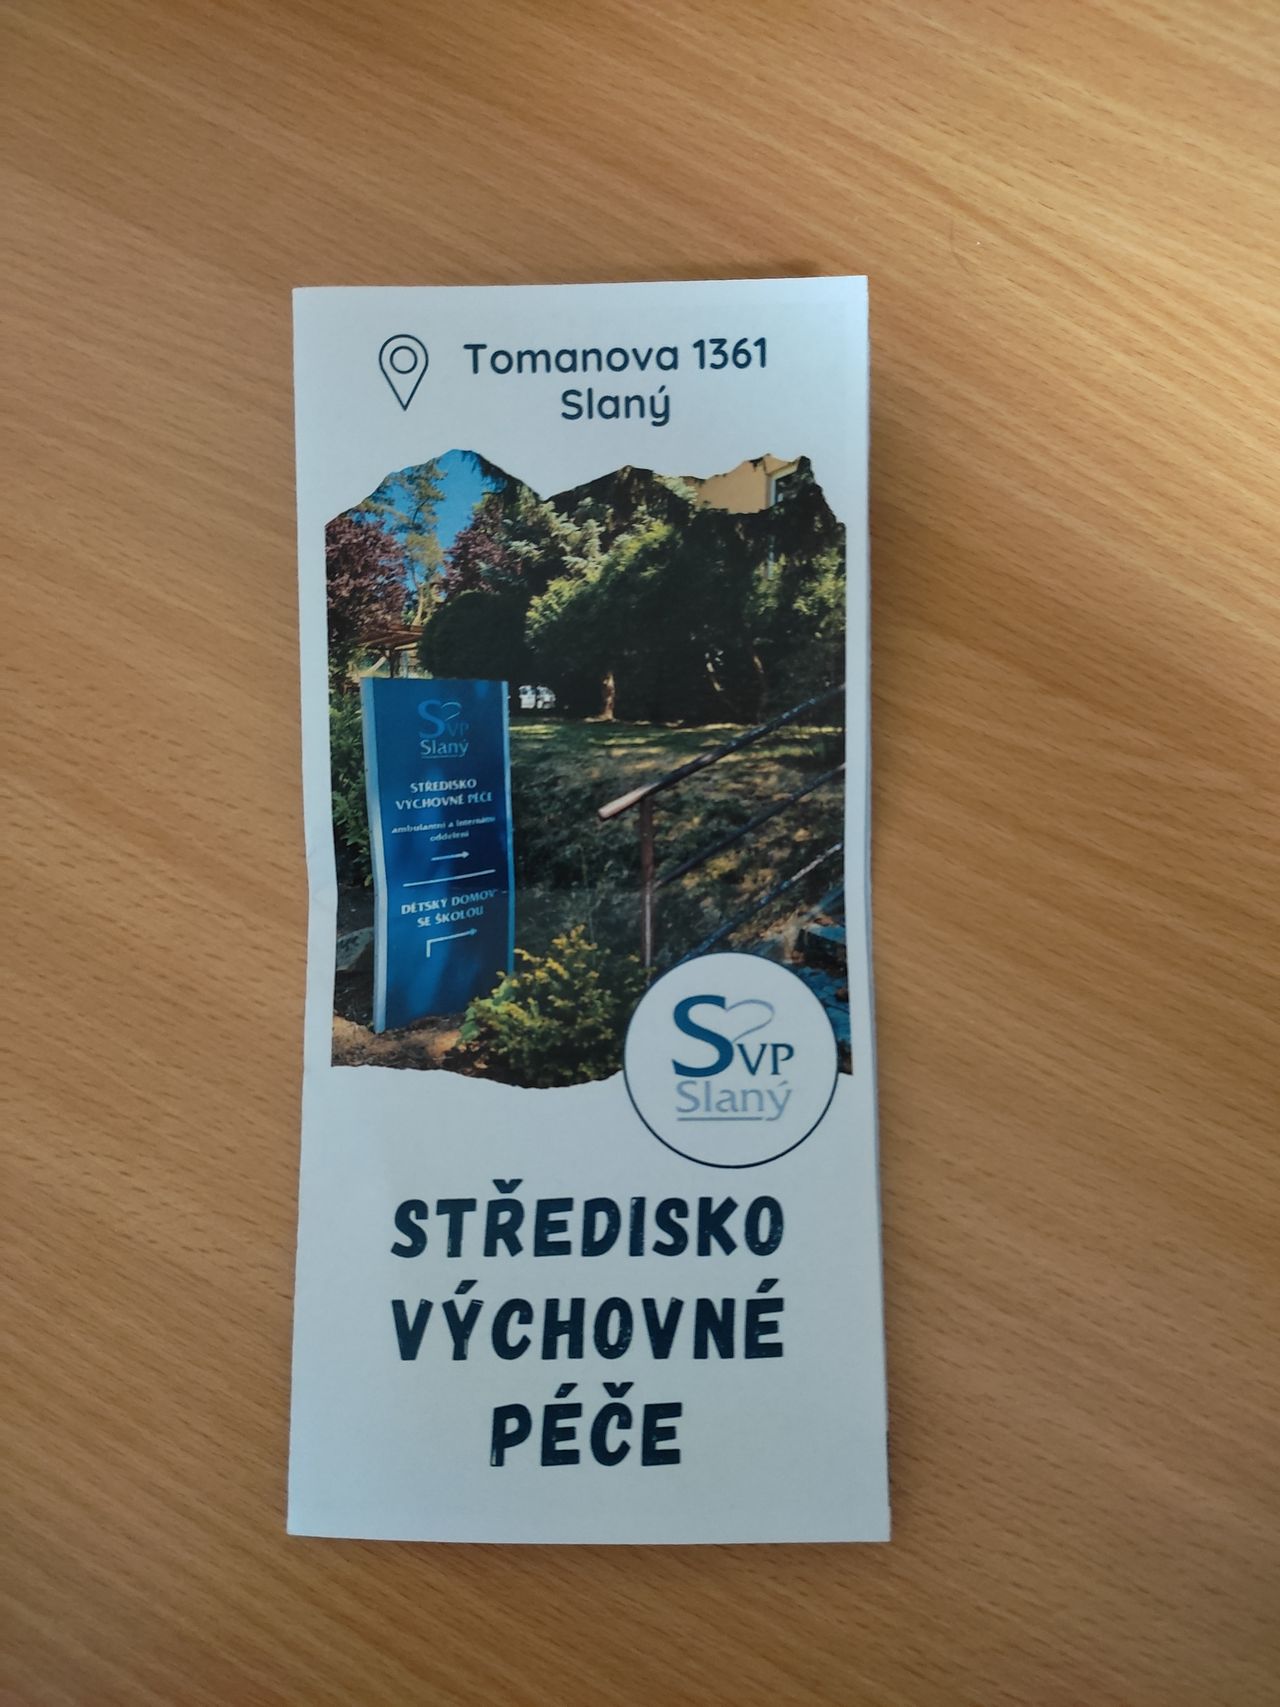 Tomanova 1361
Slaný
SVP
Slaný
STŘEDISKO
VÝCHOVNÉ PÉČE
ambulantní a internátní
oddělení
DĚTSKÝ DOMOV
SE ŠKOLOU
SVP
Slaný
STŘEDISKO
VÝCHOVNÉ
PÉČE